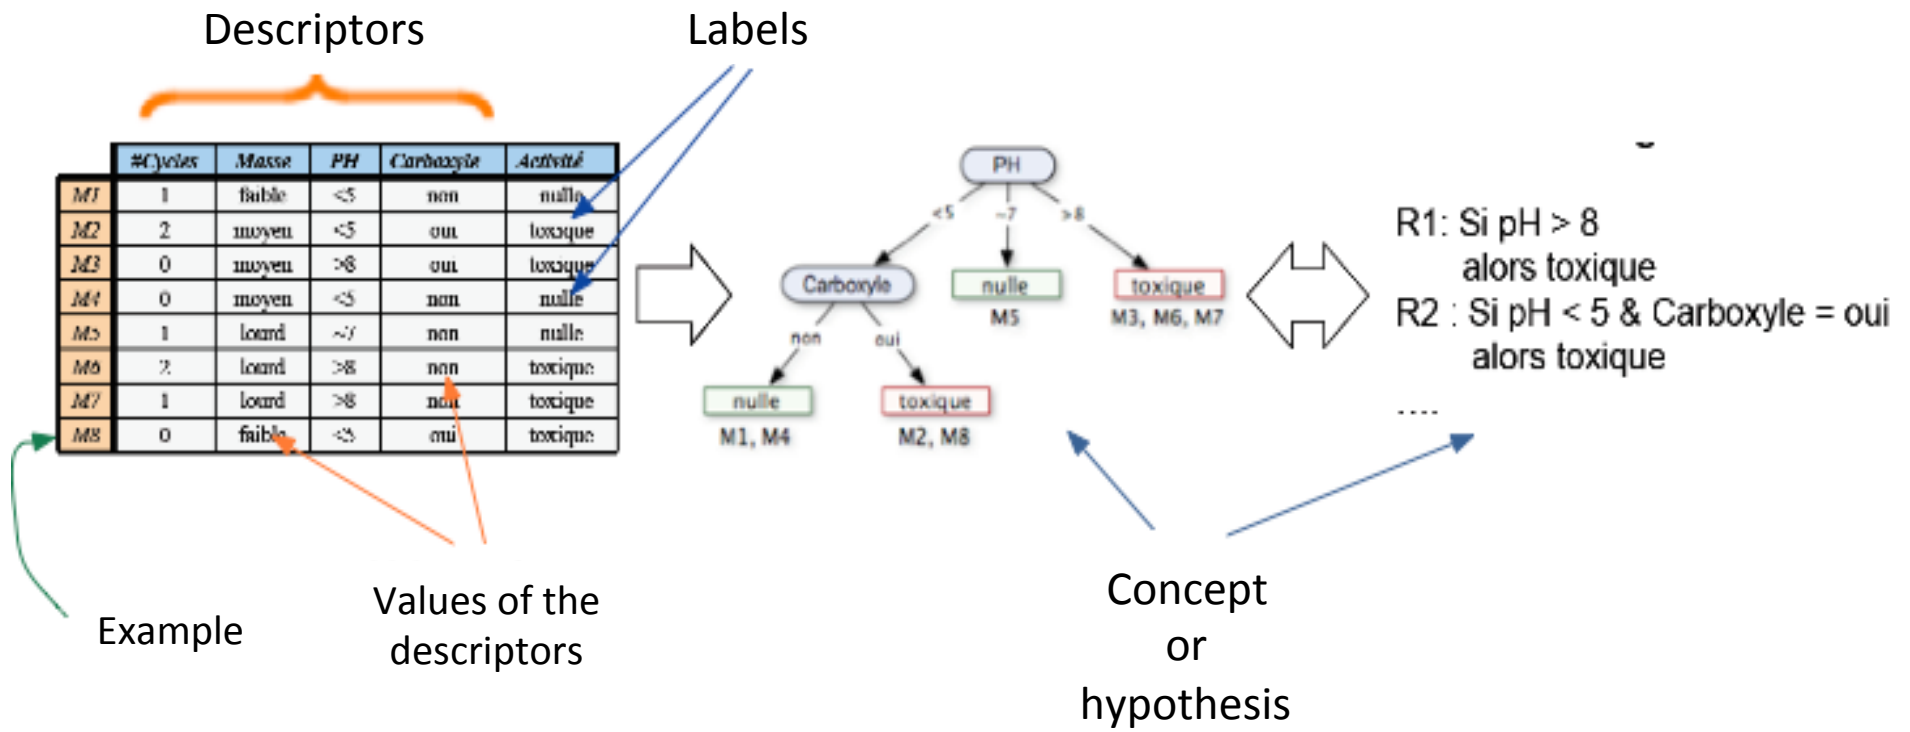 Descriptors
Labels
#Cycles Masse PH Carboxyle Activité
M1 1 faible <5 non nulle
M2 2 moyen <5 oui toxique
M3 0 moyen >8 oui toxique
M4 0 moyen <5 non nulle
M5 1 lourd ~7 non nulle
M6 2 lourd >8 non toxique
M7 1 lourd >8 non toxique
M8 0 faible <5 oui toxique
PH
<5 ~7 >8
Carboxyle
nulle
M5
toxique
M3, M6, M7
non oui
nulle
M1, M4
toxique
M2, M8
R1: Si pH > 8
alors toxique
R2 : Si pH < 5 & Carboxyle = oui
alors toxique
....
Example
Values of the
descriptors
Concept
or
hypothesis